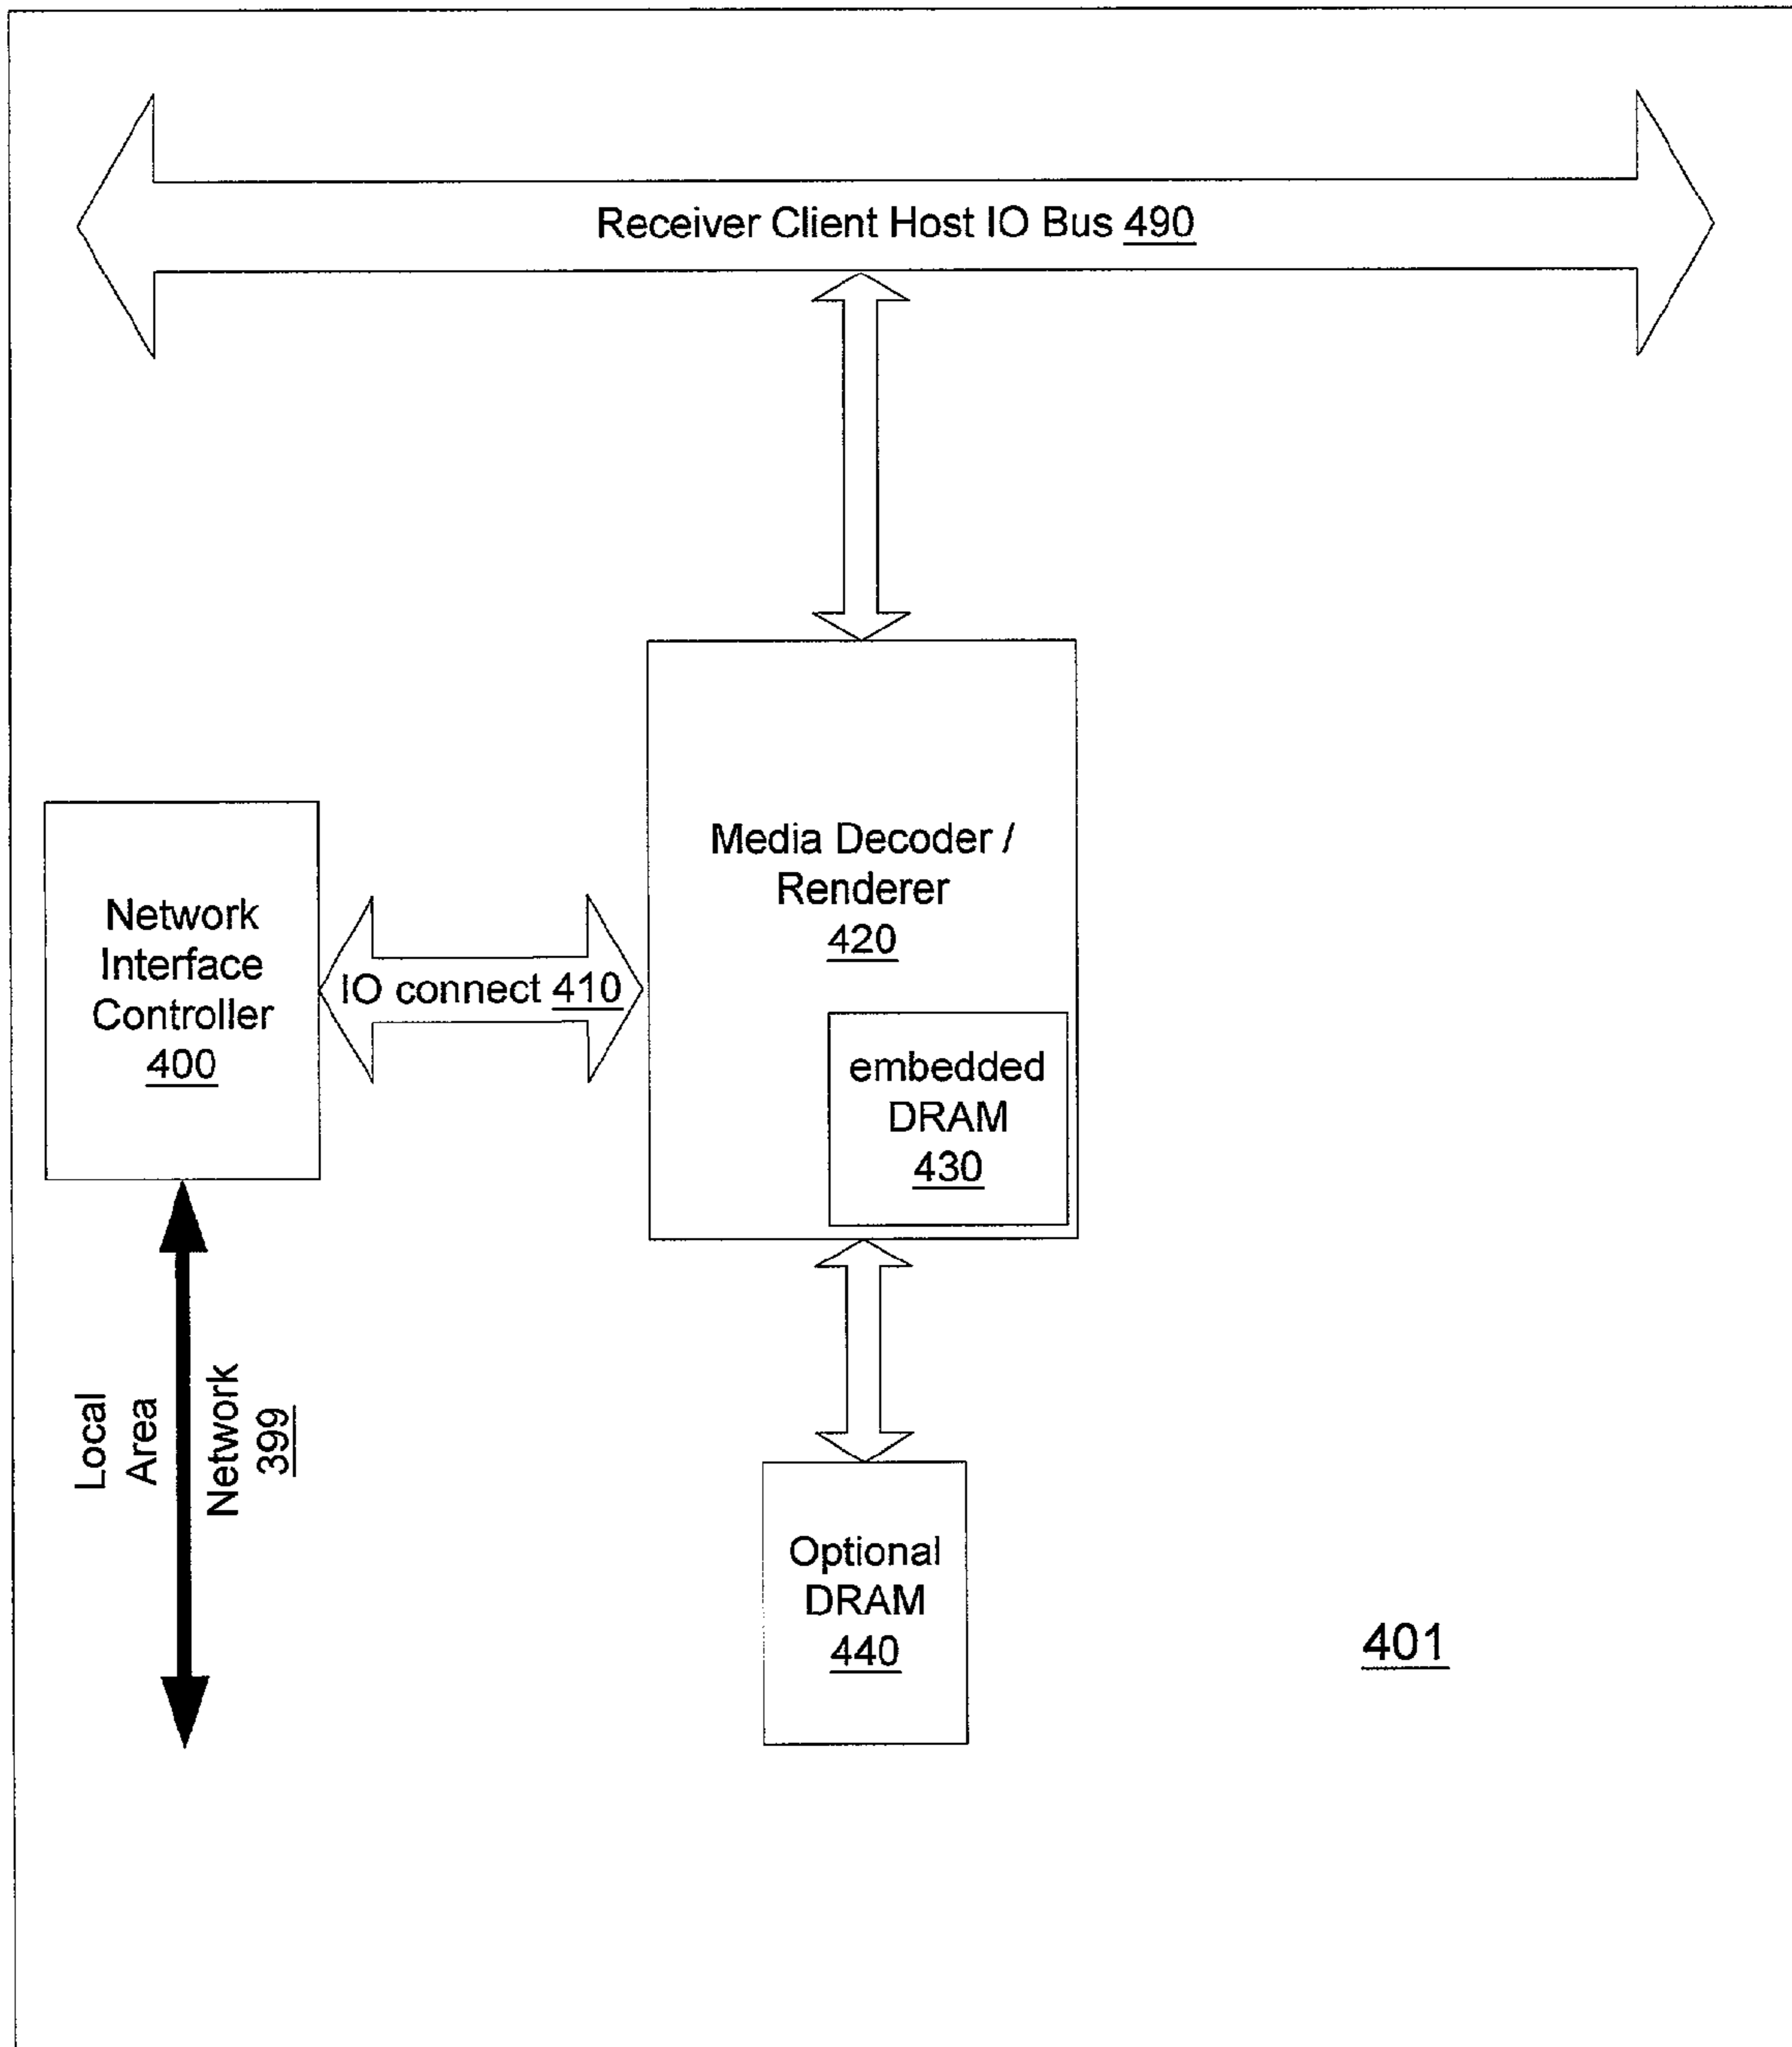 Receiver Client Host IO Bus 490
Media Decoder /
Renderer
420
Network
Interface
Controller
400
IO connect 410
embedded
DRAM
430
Local
Area
Network
399
Optional
DRAM
440
401